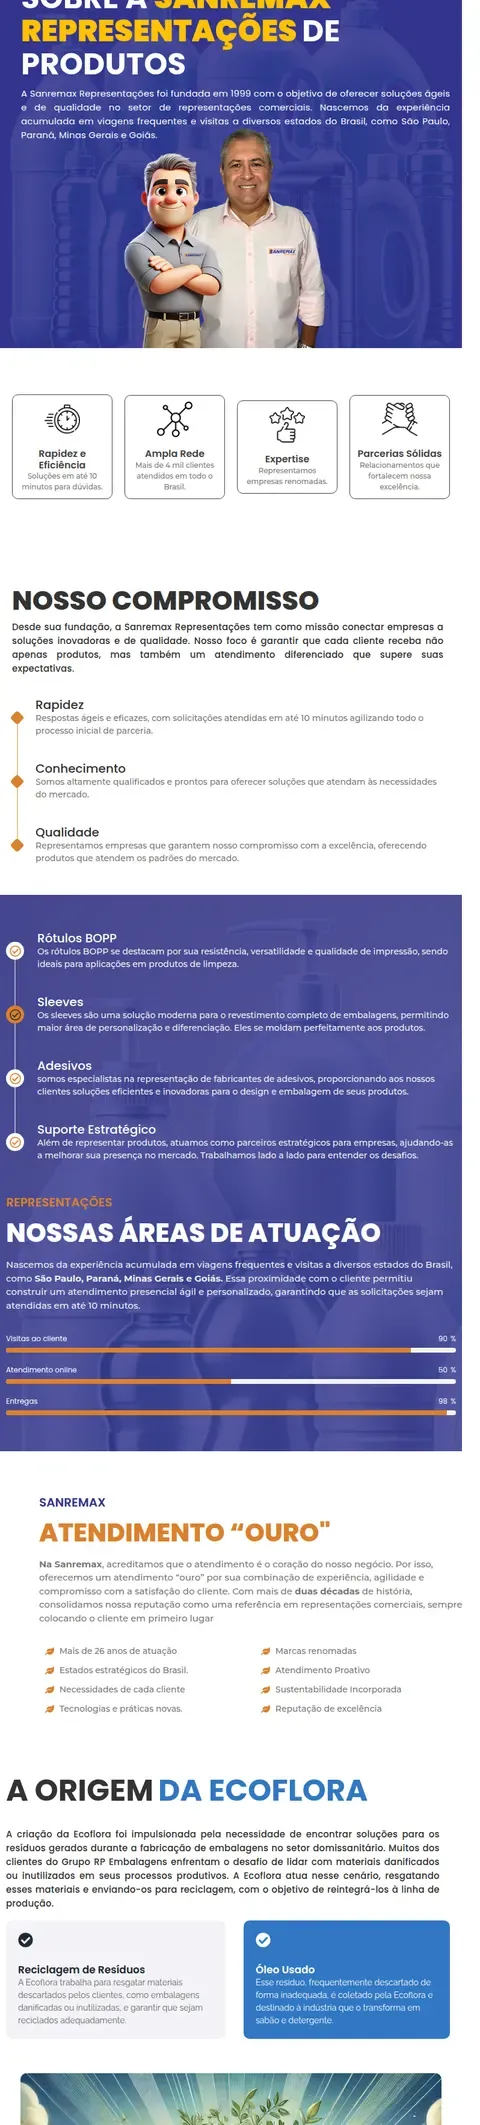 SOBRE A SANREMAX
REPRESENTAÇÕES DE
PRODUTOS
A Sanremax Representações foi fundada em 1999 com o objetivo de oferecer soluções ágeis
e de qualidade no setor de representações comerciais. Nascemos da experiência
acumulada em viagens frequentes e visitas a diversos estados do Brasil, como São Paulo,
Paraná, Minas Gerais e Goiás.
SANREMAX
Rapidez e
Eficiência
Soluções em até 10
minutos para dúvidas.
Ampla Rede
Mais de 4 mil clientes
atendidos em todo o
Brasil.
Expertise
Representamos
empresas renomadas.
Parcerias Sólidas
Relacionamentos que
fortalecem nossa
excelência.
NOSSO COMPROMISSO
Desde sua fundação, a Sanremax Representações tem como missão conectar empresas a
soluções inovadoras e de qualidade. Nosso foco é garantir que cada cliente receba não
apenas produtos, mas também um atendimento diferenciado que supere suas
expectativas.
Rapidez
Respostas ágeis e eficazes, com solicitações atendidas em até 10 minutos agilizando todo o
processo inicial de parceria.
Conhecimento
Somos altamente qualificados e prontos para oferecer soluções que atendam às necessidades
do mercado.
Qualidade
Representamos empresas que garantem nosso compromisso com a excelência, oferecendo
produtos que atendem os padrões do mercado.
Rótulos BOPP
Os rótulos BOPP se destacam por sua resistência, versatilidade e qualidade de impressão, sendo
ideais para aplicações em produtos de limpeza.
Sleeves
Os sleeves são uma solução moderna para o revestimento completo de embalagens, permitindo
maior área de personalização e diferenciação. Eles se moldam perfeitamente aos produtos.
Adesivos
somos especialistas na representação de fabricantes de adesivos, proporcionando aos nossos
clientes soluções eficientes e inovadoras para o design e embalagem de seus produtos.
Suporte Estratégico
Além de representar produtos, atuamos como parceiros estratégicos para empresas, ajudando-as
a melhorar sua presença no mercado. Trabalhamos lado a lado para entender os desafios.
REPRESENTAÇÕES
NOSSAS ÁREAS DE ATUAÇÃO
Nascemos da experiência acumulada em viagens frequentes e visitas a diversos estados do Brasil,
como São Paulo, Paraná, Minas Gerais e Goiás. Essa proximidade com o cliente permitiu
construir um atendimento presencial ágil e personalizado, garantindo que as solicitações sejam
atendidas em até 10 minutos.
Visitas ao cliente 90 %
Atendimento online 50 %
Entregas 98 %
SANREMAX
ATENDIMENTO “OURO"
Na Sanremax, acreditamos que o atendimento é o coração do nosso negócio. Por isso,
oferecemos um atendimento “ouro” por sua combinação de experiência, agilidade e
compromisso com a satisfação do cliente. Com mais de duas décadas de história,
consolidamos nossa reputação como uma referência em representações comerciais, sempre
colocando o cliente em primeiro lugar
Mais de 26 anos de atuação
Estados estratégicos do Brasil.
Necessidades de cada cliente
Tecnologias e práticas novas.
Marcas renomadas
Atendimento Proativo
Sustentabilidade Incorporada
Reputação de excelência
A ORIGEM DA ECOFLORA
A criação da Ecoflora foi impulsionada pela necessidade de encontrar soluções para os
resíduos gerados durante a fabricação de embalagens no setor domissanitário. Muitos dos
clientes do Grupo RP Embalagens enfrentam o desafio de lidar com materiais danificados
ou inutilizados em seus processos produtivos. A Ecoflora atua nesse cenário, resgatando
esses materiais e enviando-os para reciclagem, com o objetivo de reintegrá-los à linha de
produção.
Reciclagem de Resíduos
A Ecoflora trabalha para resgatar materiais
descartados pelos clientes, como embalagens
danificadas ou inutilizadas, e garantir que sejam
reciclados adequadamente.
Óleo Usado
Esse resíduo, frequentemente descartado de
forma inadequada, é coletado pela Ecoflora e
destinado à indústria que o transforma em
sabão e detergente.